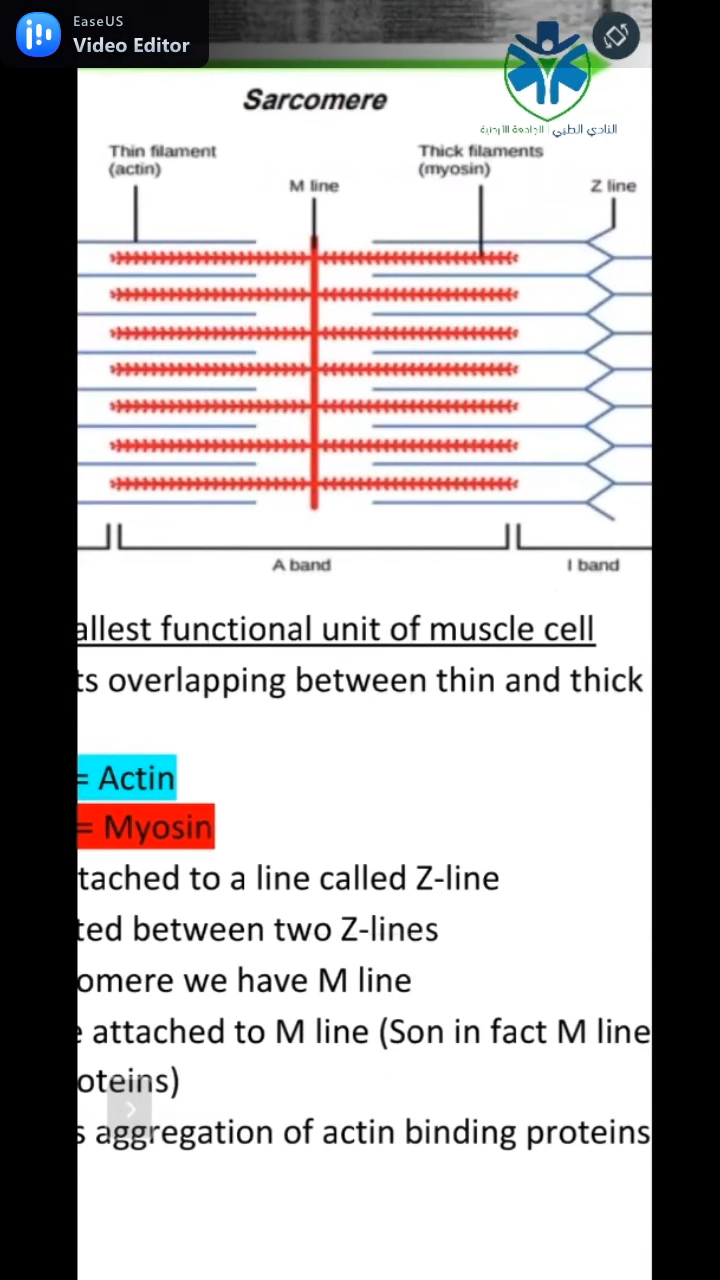 EaseUS
Video Editor
Sarcomere
النادي الطبي | الجامعة الأردنية
Thin filament
(actin)
Thick filaments
(myosin)
M line
Z line
A band
I band
allest functional unit of muscle cell
ts overlapping between thin and thick
= Actin
= Myosin
tached to a line called Z-line
ted between two Z-lines
omere we have M line
e attached to M line (Son in fact M line
oteins)
s aggregation of actin binding proteins